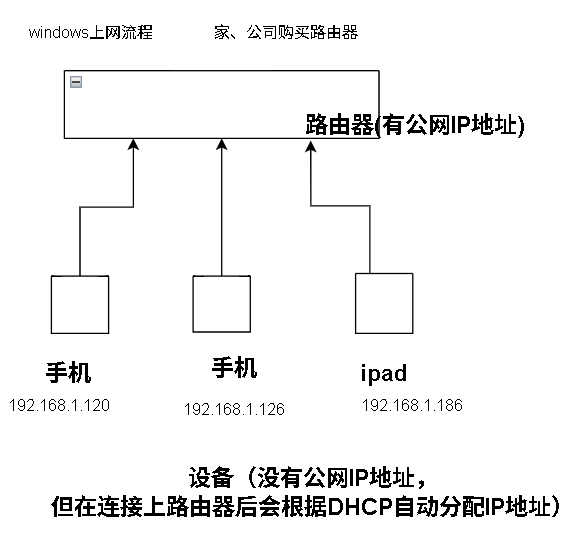 windows上网流程
家、公司购买路由器
路由器(有公网IP地址)
手机
手机
ipad
192.168.1.120
192.168.1.126
192.168.1.186
设备（没有公网IP地址，
但在连接上路由器后会根据DHCP自动分配IP地址）